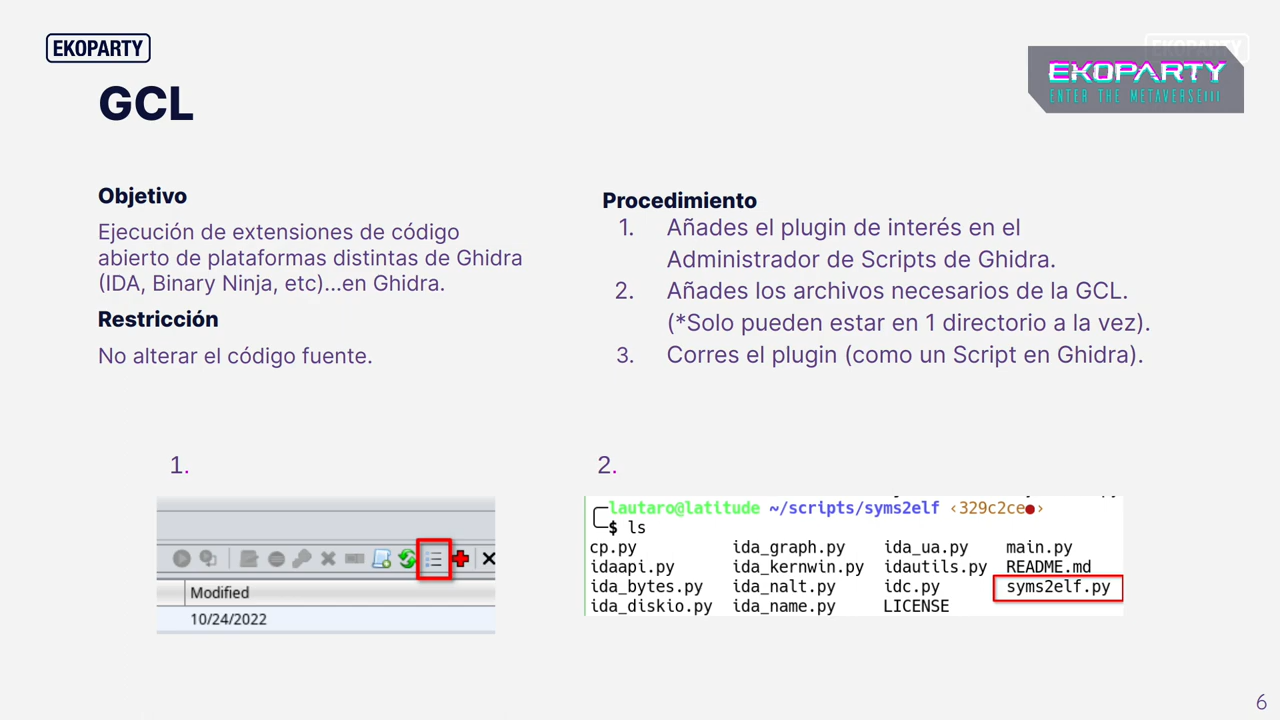 EKOPARTY
EKOPARTY
EKOPARTY
ENTER THE METAVERSE
GCL
Objetivo
Ejecución de extensiones de código
abierto de plataformas distintas de Ghidra
(IDA, Binary Ninja, etc)...en Ghidra.
Restricción
No alterar el código fuente.
Procedimiento
1. Añades el plugin de interés en el
Administrador de Scripts de Ghidra.
2. Añades los archivos necesarios de la GCL.
(*Solo pueden estar en 1 directorio a la vez).
3. Corres el plugin (como un Script en Ghidra).
1.
Modified
10/24/2022
2.
lautaro@latitude ~/scripts/syms2elf ‹329c2ce●›
$ ls
cp.py ida_graph.py ida_ua.py main.py
idaapi.py ida_kernwin.py idautils.py README.md
ida_bytes.py ida_nalt.py idc.py syms2elf.py
ida_diskio.py ida_name.py LICENSE
6